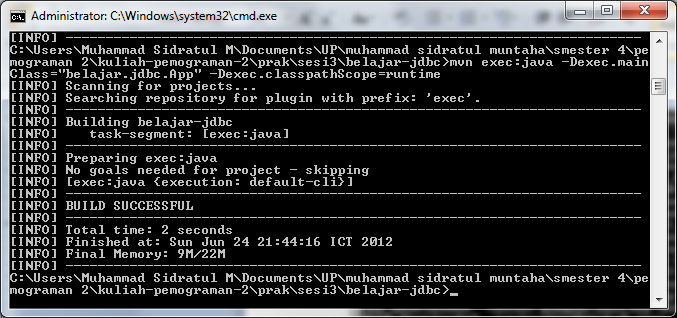 Administrator: C:\Windows\system32\cmd.exe
[INFO] ------------------------------------------------------------------------
C:\Users\Muhammad Sidratul M\Documents\UP\muhammad sidratul muntaha\smester 4\pe
mograman 2\kuliah-pemograman-2\prak\sesi3\belajar-jdbc>mvn exec:java -Dexec.main
Class="belajar.jdbc.App" -Dexec.classpathScope=runtime
[INFO] Scanning for projects...
[INFO] Searching repository for plugin with prefix: 'exec'.
[INFO] ------------------------------------------------------------------------
[INFO] Building belajar-jdbc
[INFO]    task-segment: [exec:java]
[INFO] ------------------------------------------------------------------------
[INFO] Preparing exec:java
[INFO] No goals needed for project - skipping
[INFO] [exec:java {execution: default-cli}]
[INFO] ------------------------------------------------------------------------
[INFO] BUILD SUCCESSFUL
[INFO] ------------------------------------------------------------------------
[INFO] Total time: 2 seconds
[INFO] Finished at: Sun Jun 24 21:44:16 ICT 2012
[INFO] Final Memory: 9M/22M
[INFO] ------------------------------------------------------------------------
C:\Users\Muhammad Sidratul M\Documents\UP\muhammad sidratul muntaha\smester 4\pe
mograman 2\kuliah-pemograman-2\prak\sesi3\belajar-jdbc>_